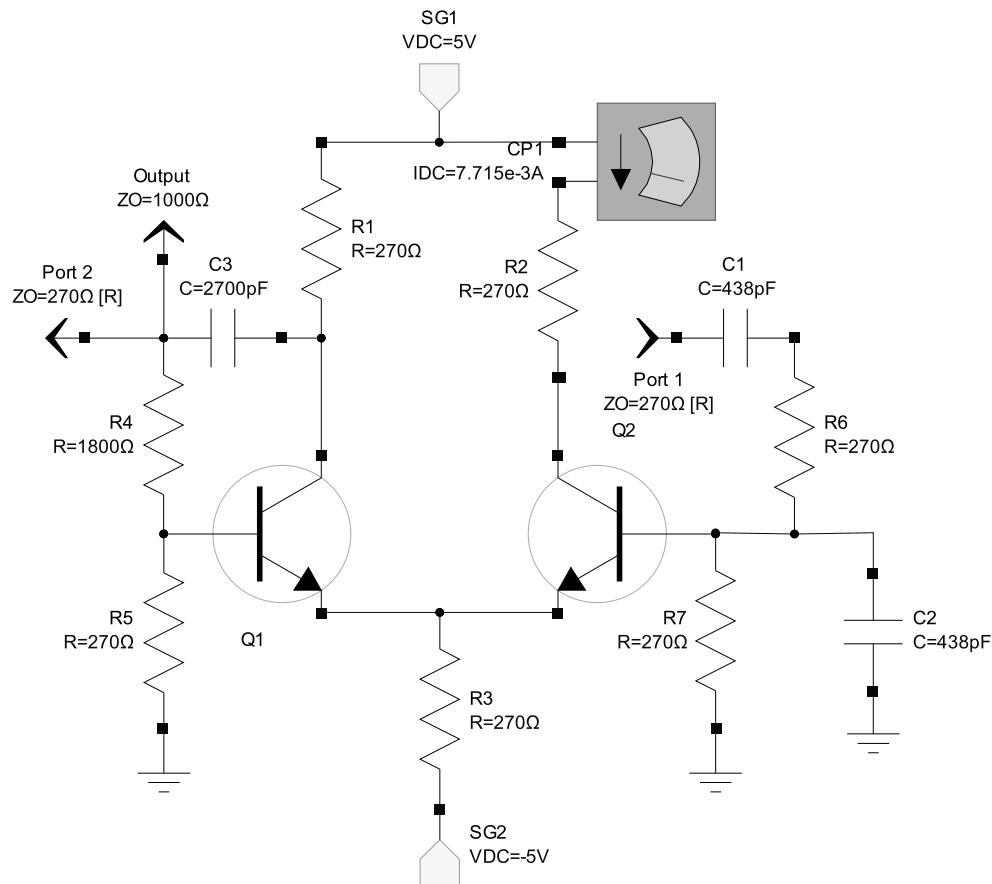 SG1
VDC=5V
CP1
IDC=7.715e-3A
Output
ZO=1000Ω
R1
R=270Ω
Port 2
ZO=270Ω [R]
C3
C=2700pF
R2
R=270Ω
C1
C=438pF
Port 1
ZO=270Ω [R]
Q2
R4
R=1800Ω
R6
R=270Ω
R5
R=270Ω
Q1
R7
R=270Ω
C2
C=438pF
R3
R=270Ω
SG2
VDC=-5V